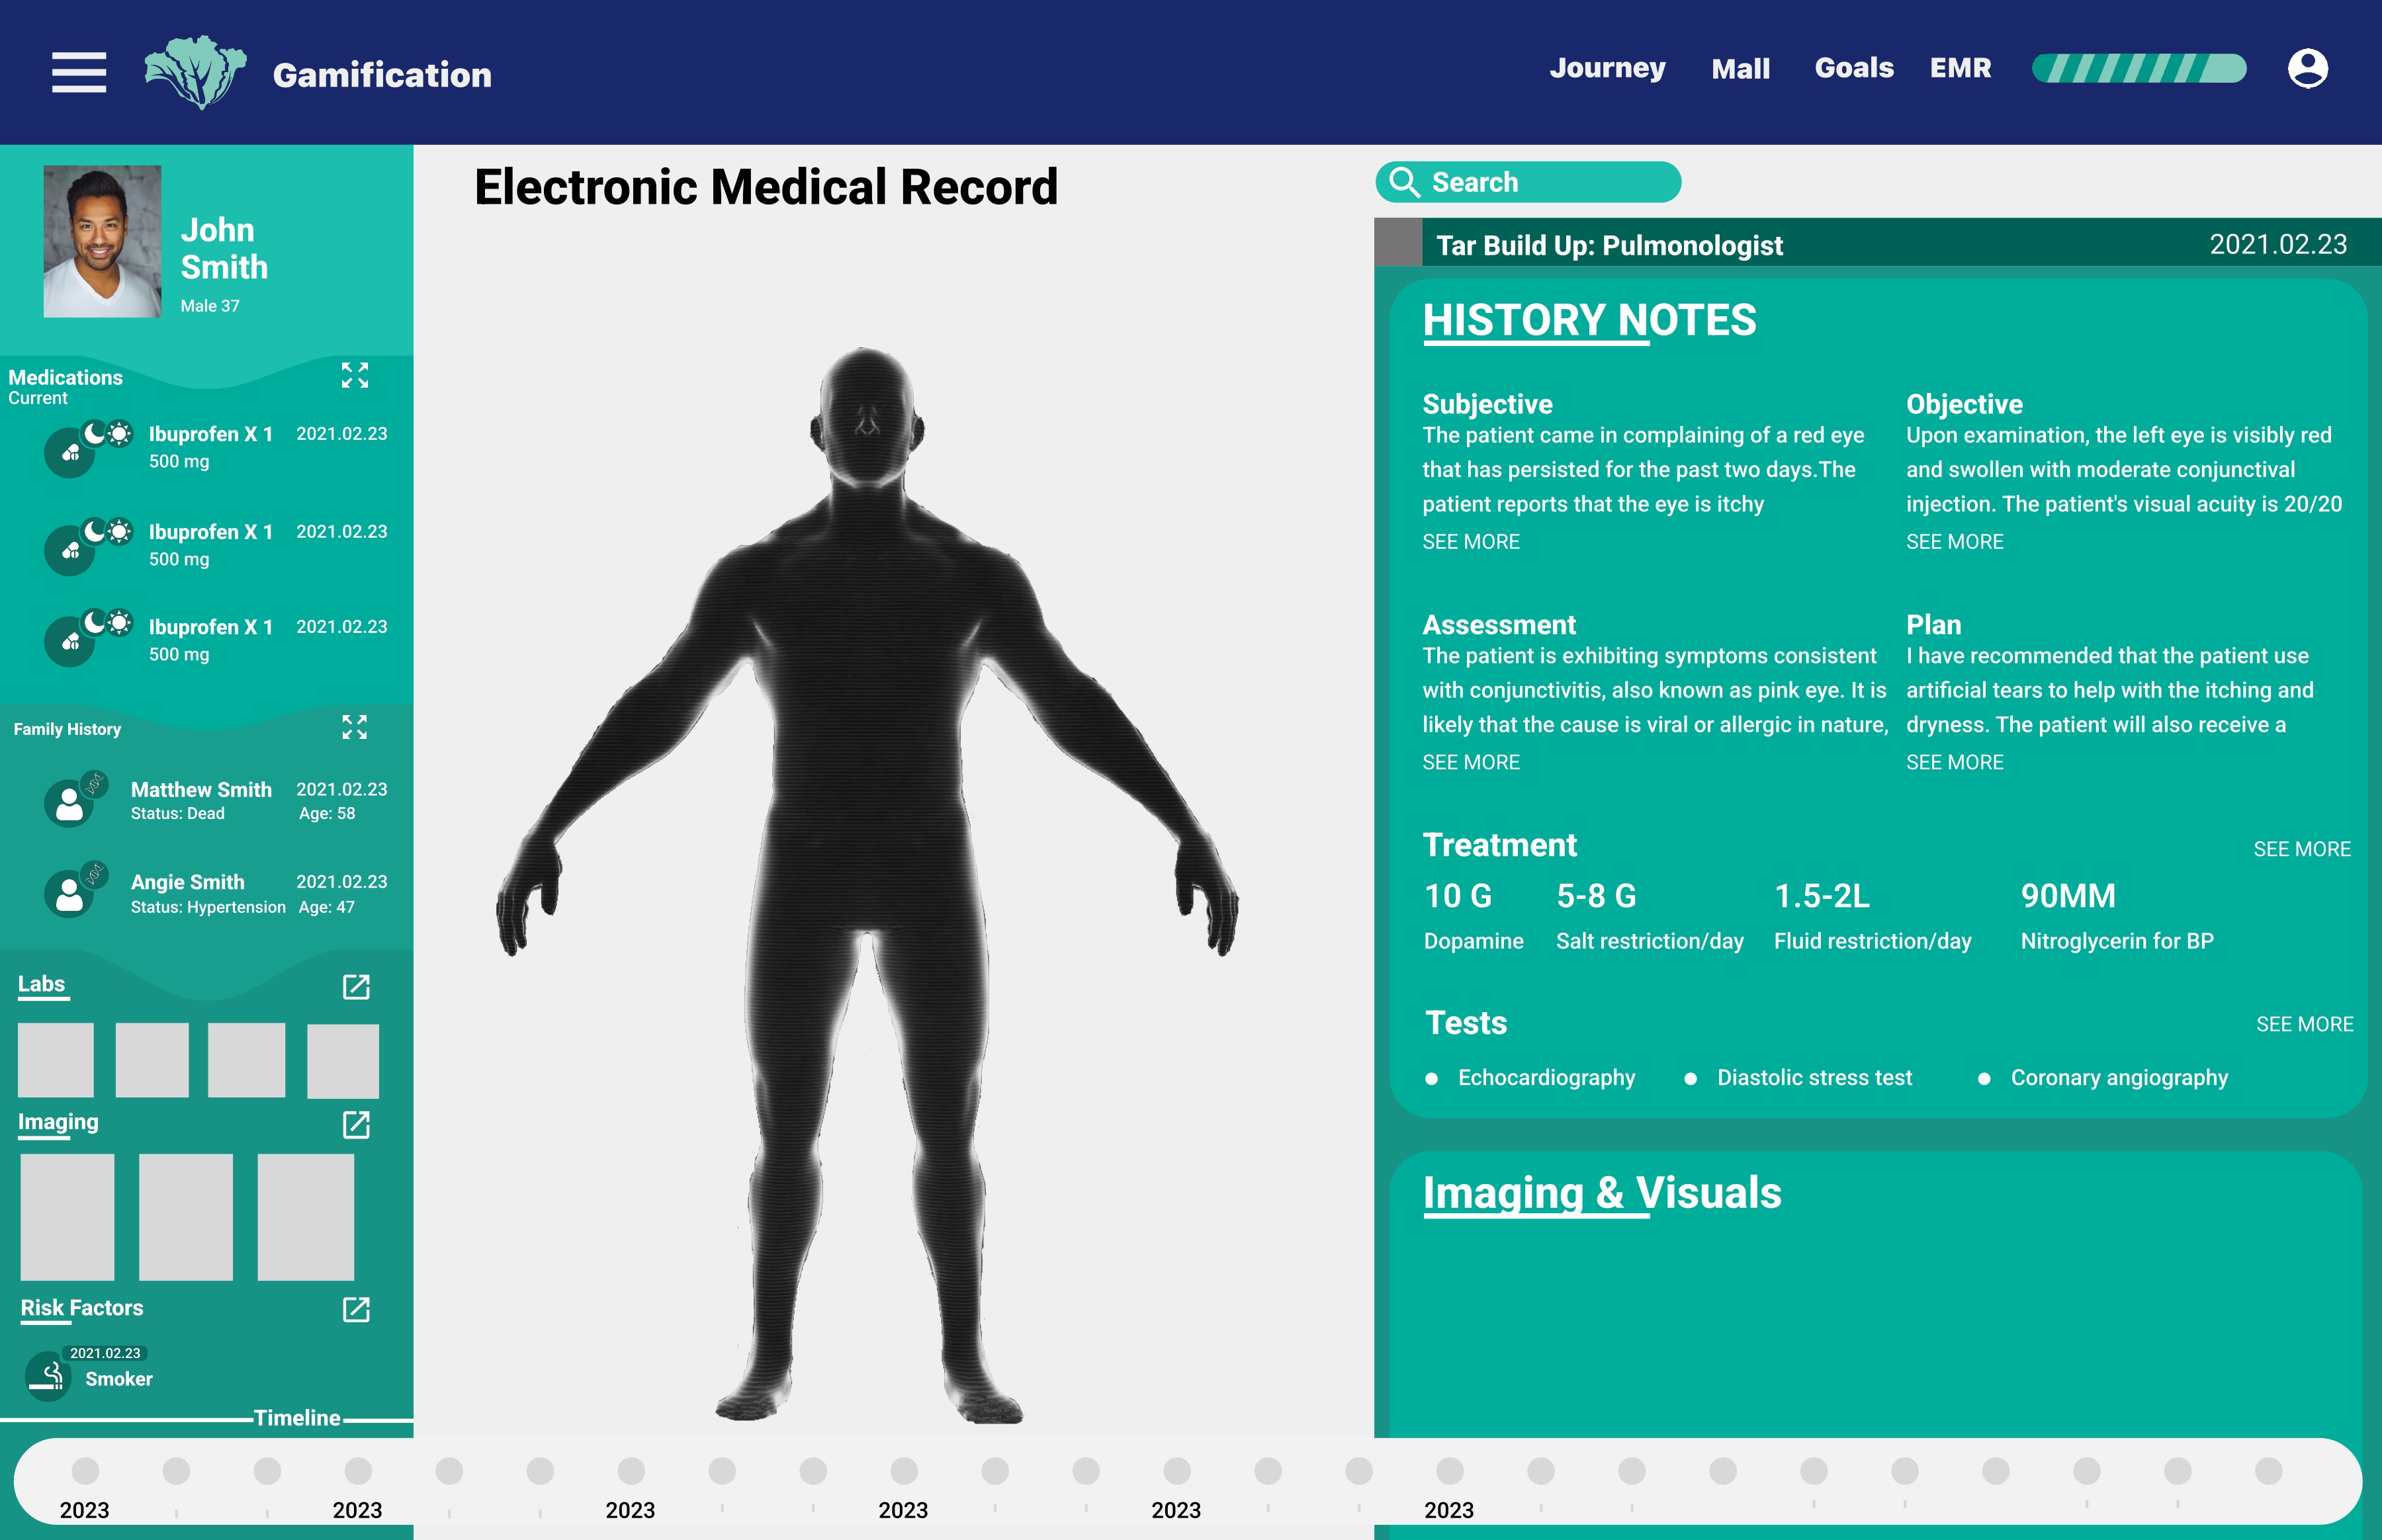 Gamification
Journey
Mall
Goals
EMR
John
Smith
Male 37
Medications
Current
Ibuprofen X 1
2021.02.23
500 mg
Ibuprofen X 1
2021.02.23
500 mg
Ibuprofen X 1
2021.02.23
500 mg
Family History
Matthew Smith
2021.02.23
Status: Dead
Age: 58
Angie Smith
2021.02.23
Status: Hypertension
Age: 47
Labs
Imaging
Risk Factors
2021.02.23
Smoker
Electronic Medical Record
Search
Tar Build Up: Pulmonologist
2021.02.23
HISTORY NOTES
Subjective
The patient came in complaining of a red eye
that has persisted for the past two days.The
patient reports that the eye is itchy
SEE MORE
Objective
Upon examination, the left eye is visibly red
and swollen with moderate conjunctival
injection. The patient's visual acuity is 20/20
SEE MORE
Assessment
The patient is exhibiting symptoms consistent
with conjunctivitis, also known as pink eye. It is
likely that the cause is viral or allergic in nature,
SEE MORE
Plan
I have recommended that the patient use
artificial tears to help with the itching and
dryness. The patient will also receive a
SEE MORE
Treatment
SEE MORE
10 G
Dopamine
5-8 G
Salt restriction/day
1.5-2L
Fluid restriction/day
90MM
Nitroglycerin for BP
Tests
SEE MORE
Echocardiography
Diastolic stress test
Coronary angiography
Imaging & Visuals
Timeline
2023
2023
2023
2023
2023
2023